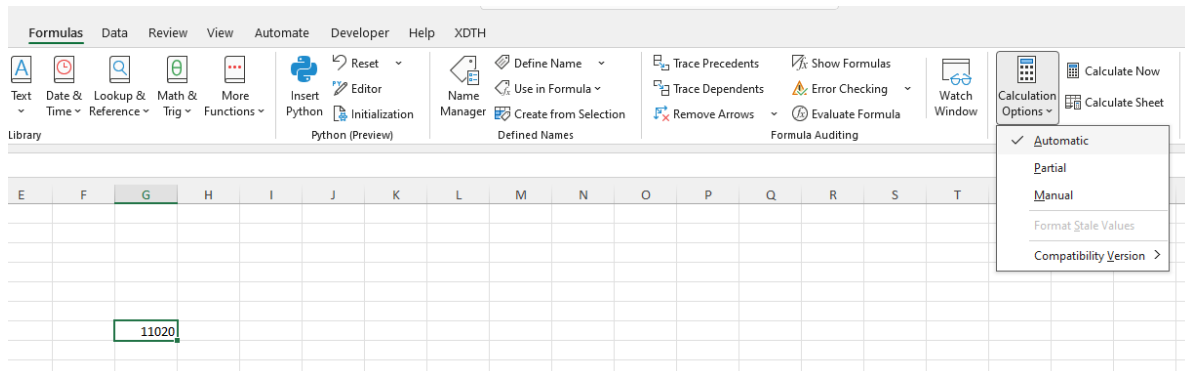 Formulas Data Review View Automate Developer Help XDTH
Text Date & Time Lookup & Reference Math & Trig More Functions
Library
Insert Python
Reset
Editor
Initialization
Python (Preview)
Name Manager
Define Name
Use in Formula
Create from Selection
Defined Names
Trace Precedents
Trace Dependents
Remove Arrows
Show Formulas
Error Checking
Evaluate Formula
Formula Auditing
Watch Window
Calculation Options
Calculate Now
Calculate Sheet
Automatic
Partial
Manual
Format Stale Values
Compatibility Version
E F G H I J K L M N O P Q R S T
11020